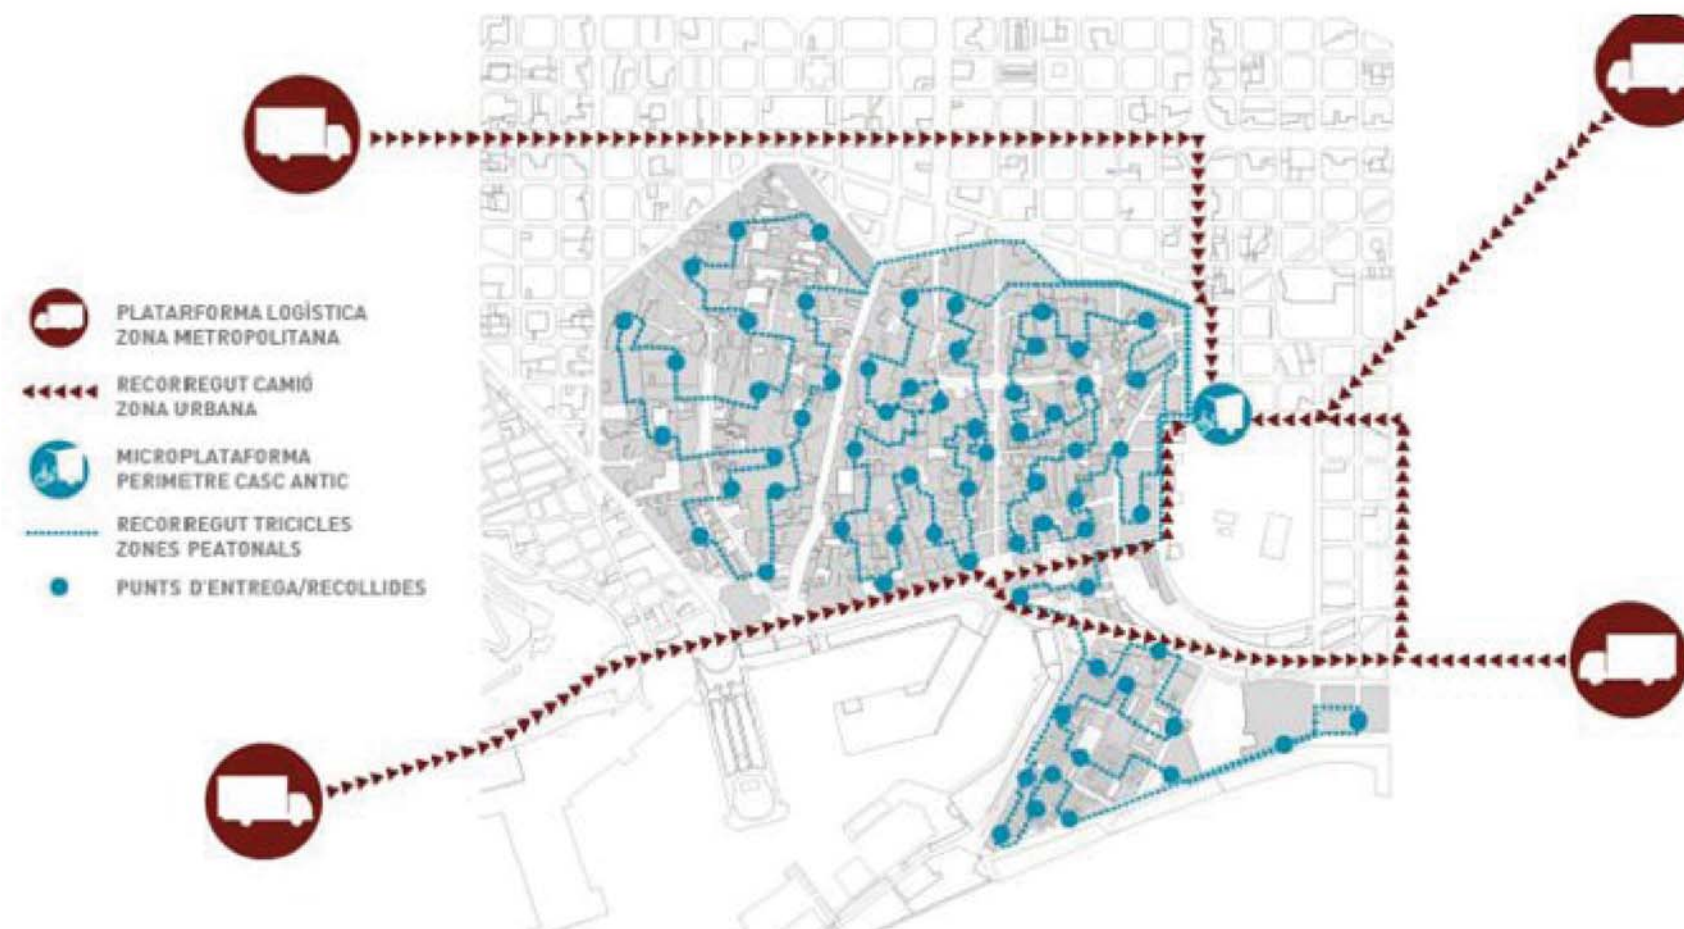 PLATARFORMA LOGÍSTICA
ZONA METROPOLITANA
RECORREGUT CAMIÓ
ZONA URBANA
MICROPLATAFORMA
PERIMETRE CASC ANTIC
RECORREGUT TRICICLES
ZONES PEATONALS
PUNTS D'ENTREGA/RECOLLIDES